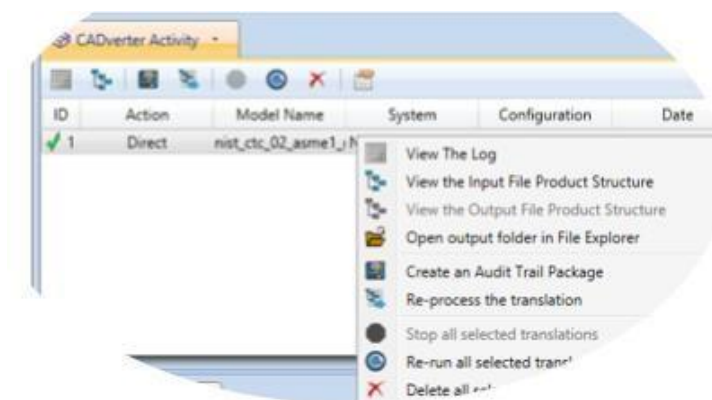 CADverter Activity
ID Action Model Name System Configuration Date
1 Direct nist_ctc_02_asme1_
View The Log
View the Input File Product Structure
View the Output File Product Structure
Open output folder in File Explorer
Create an Audit Trail Package
Re-process the translation
Stop all selected translations
Re-run all selected
Delete all